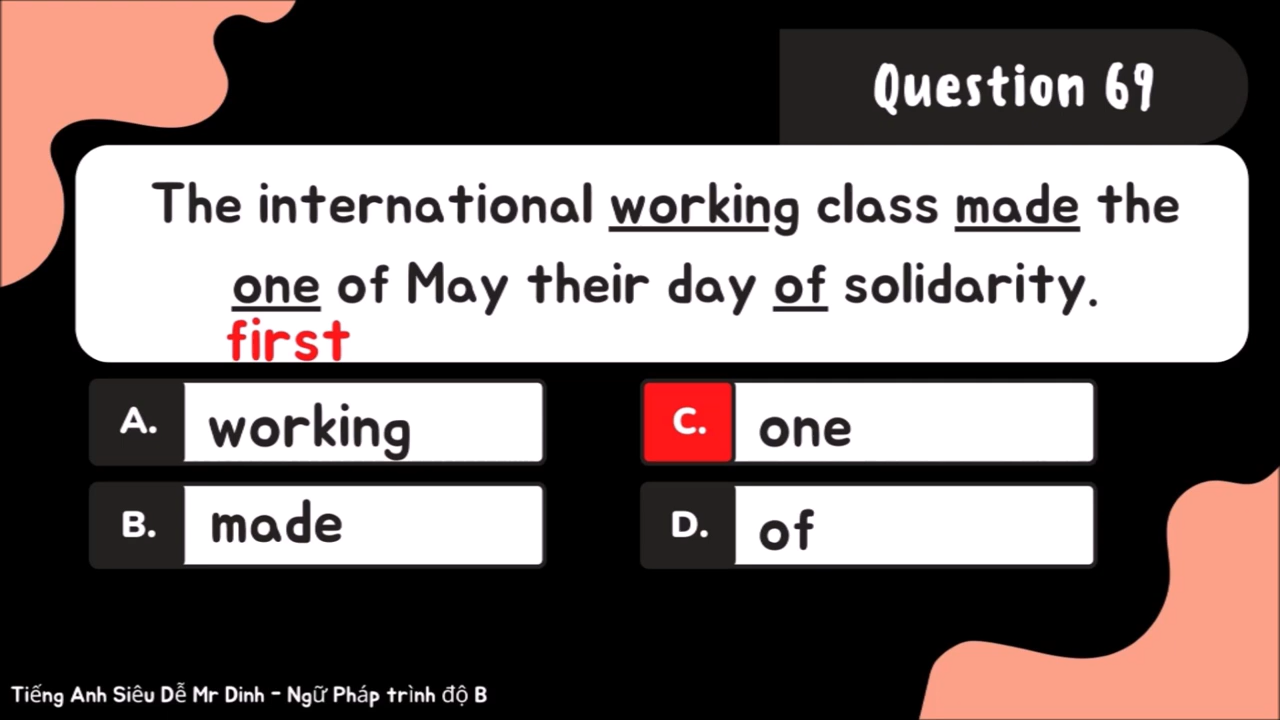 Question 69
The international working class made the
one of May their day of solidarity.
first
A. working
C. one
B. made
D. of
Tiếng Anh Siêu Dễ Mr Dinh - Ngữ Pháp trình độ B